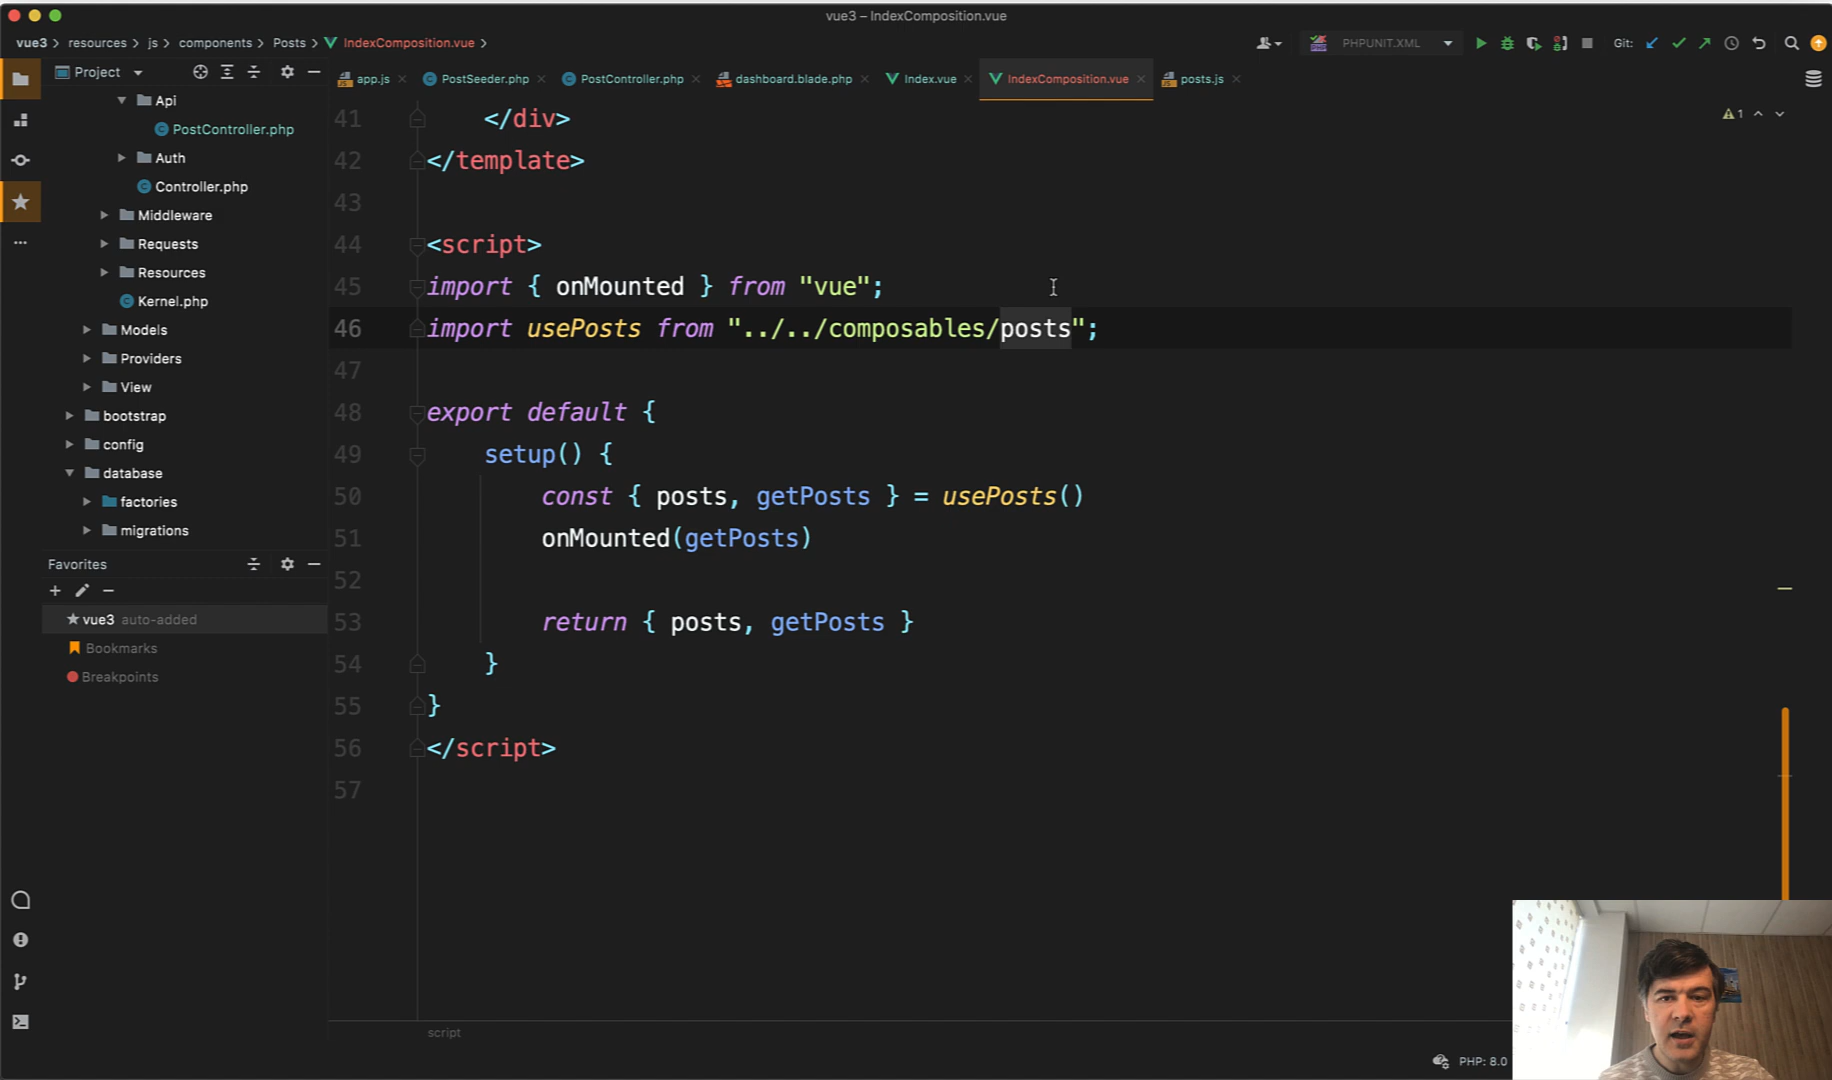 vue3 – IndexComposition.vue
vue3 resources js components Posts IndexComposition.vue
PHPUNIT.XML Git:
Project
app.js PostSeeder.php PostController.php dashboard.blade.php Index.vue IndexComposition.vue posts.js
Api
PostController.php
Auth
Controller.php
Middleware
Requests
Resources
Kernel.php
Models
Providers
View
bootstrap
config
database
factories
migrations
Favorites
vue3 auto-added
Bookmarks
Breakpoints
1
41 </div>
42 </template>
43
44 <script>
45 import { onMounted } from "vue";
46 import usePosts from "../../composables/posts";
47
48 export default {
49 setup() {
50 const { posts, getPosts } = usePosts()
51 onMounted(getPosts)
52
53 return { posts, getPosts }
54 }
55 }
56 </script>
57
script
PHP: 8.0